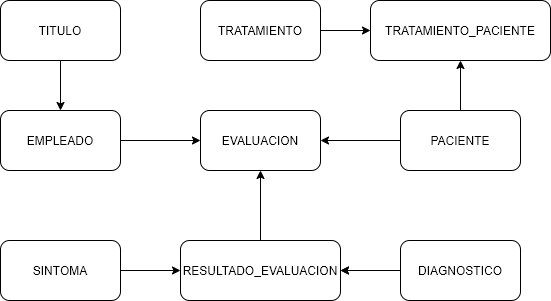 TITULO
TRATAMIENTO
TRATAMIENTO_PACIENTE
EMPLEADO
EVALUACION
PACIENTE
SINTOMA
RESULTADO_EVALUACION
DIAGNOSTICO